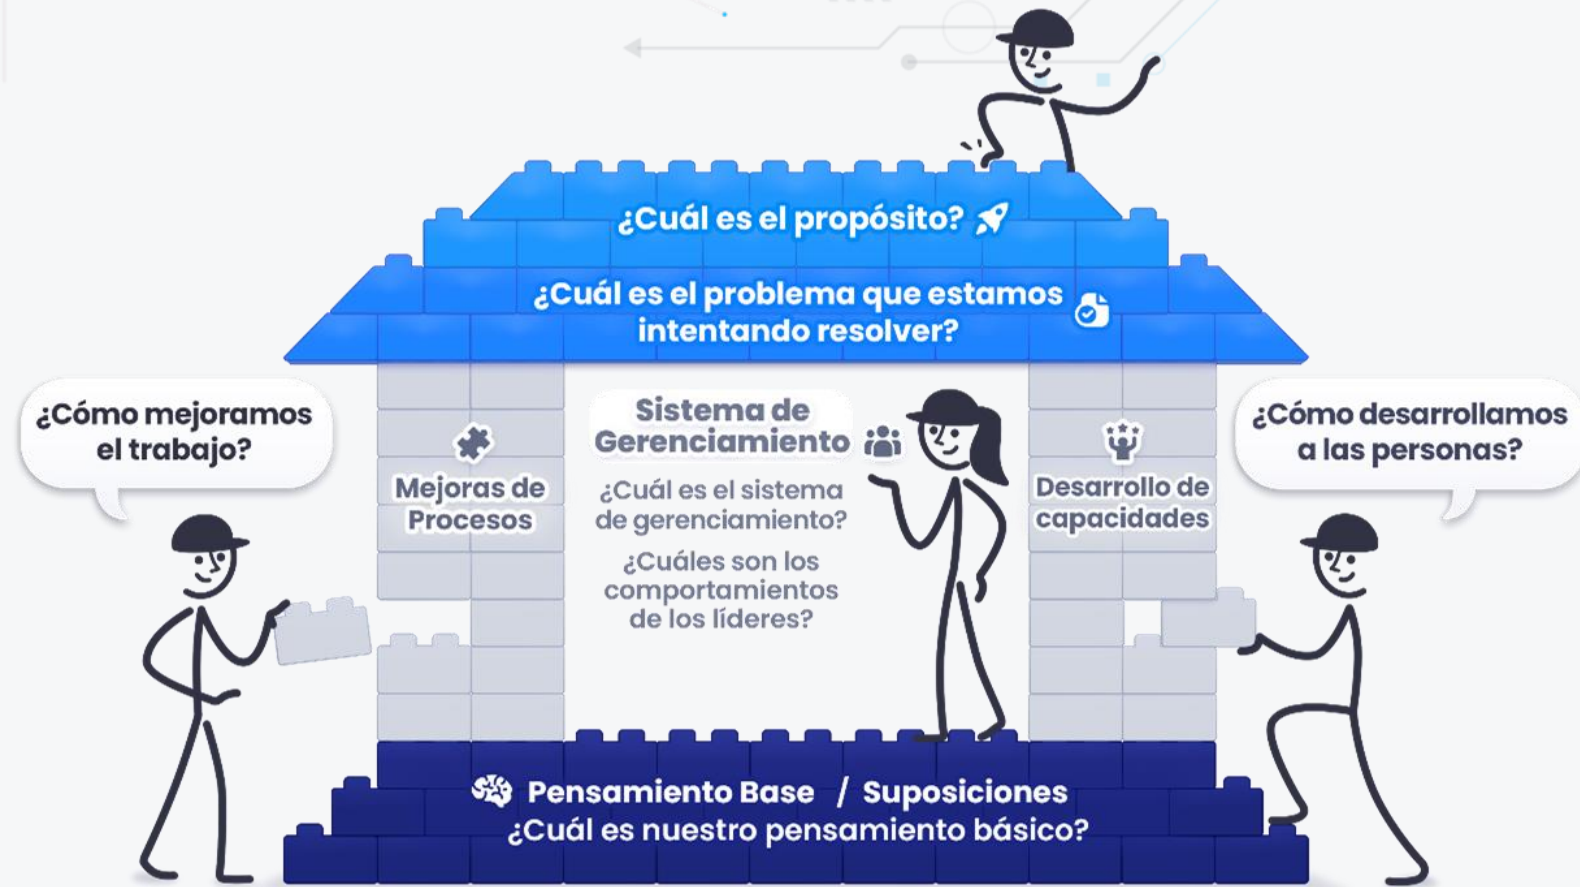 ¿Cuál es el propósito?
¿Cuál es el problema que estamos
intentando resolver?
¿Cómo mejoramos
el trabajo?
Mejoras de
Procesos
Sistema de
Gerenciamiento
¿Cuál es el sistema
de gerenciamiento?
¿Cuáles son los
comportamientos
de los líderes?
Desarrollo de
capacidades
¿Cómo desarrollamos
a las personas?
Pensamiento Base / Suposiciones
¿Cuál es nuestro pensamiento básico?